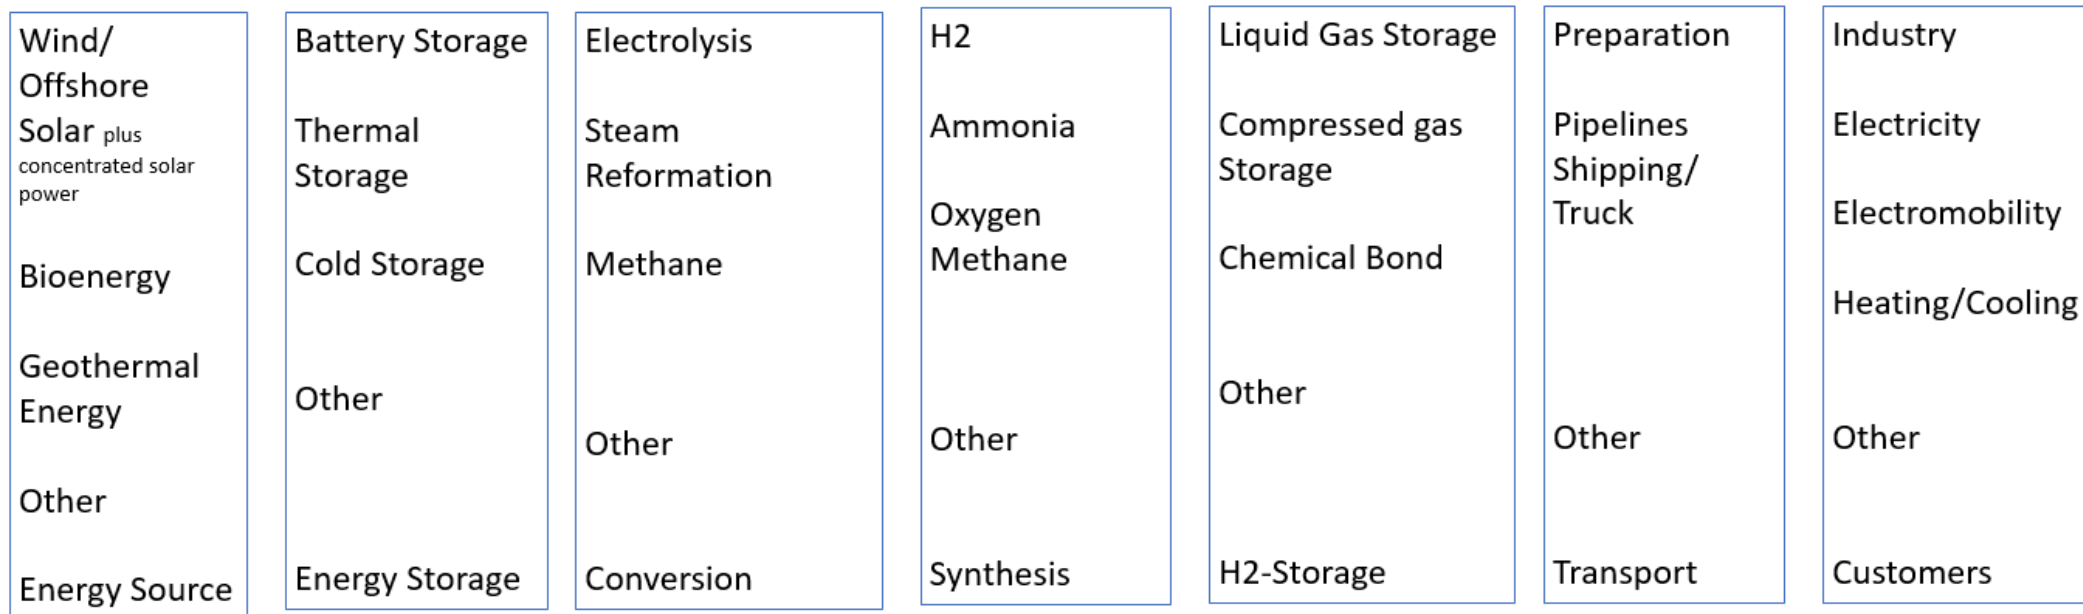 Wind/
Offshore
Solar plus
concentrated solar
power
Bioenergy
Geothermal
Energy
Other
Energy Source
Battery Storage
Thermal
Storage
Cold Storage
Other
Energy Storage
Electrolysis
Steam
Reformation
Methane
Other
Conversion
H2
Ammonia
Oxygen
Methane
Other
Synthesis
Liquid Gas Storage
Compressed gas
Storage
Chemical Bond
Other
H2-Storage
Preparation
Pipelines
Shipping/
Truck
Other
Transport
Industry
Electricity
Electromobility
Heating/Cooling
Other
Customers